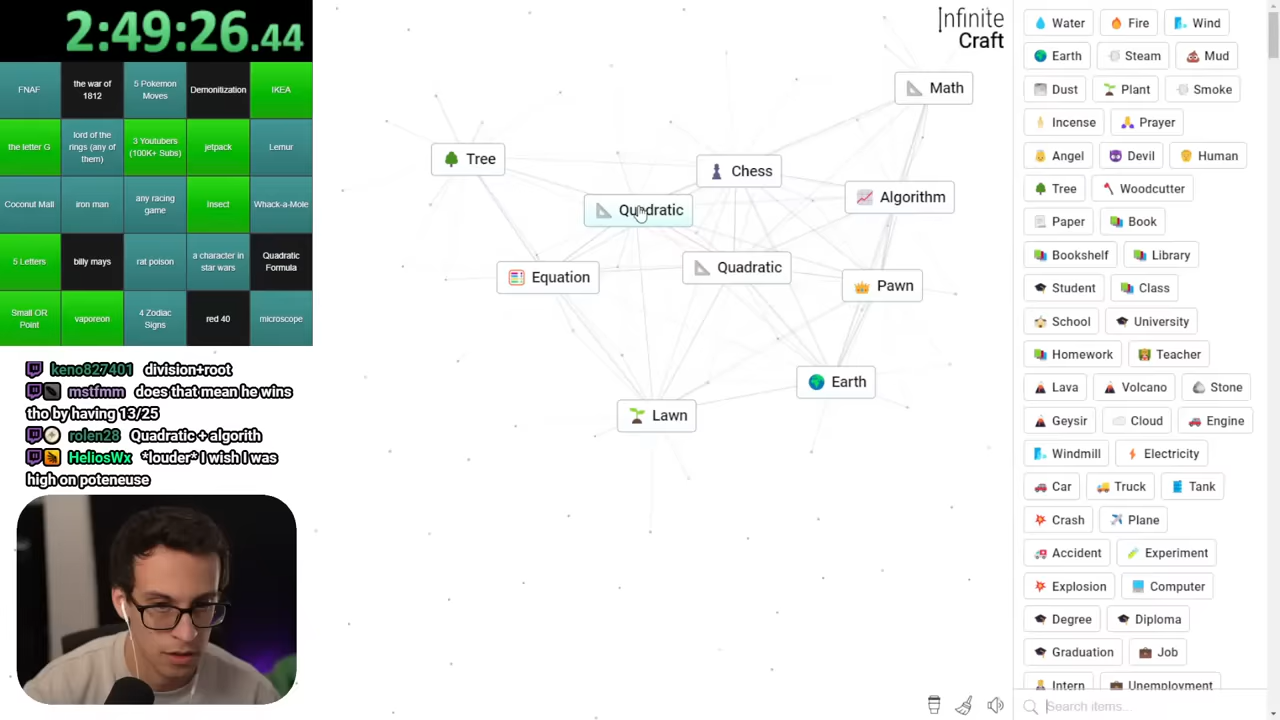 2:49:26.44
FNAF
the war of
1812
5 Pokemon
Moves
Demonitization
IKEA
the letter G
lord of the
rings (any of
them)
3 Youtubers
(100K+ Subs)
jetpack
Lemur
Coconut Mall
iron man
any racing
game
Insect
Whack-a-Mole
5 Letters
billy mays
rat poison
a character in
star wars
Quadratic
Formula
Small OR
Point
vaporeon
4 Zodiac
Signs
red 40
microscope
keno827401 division+root
mstfmm does that mean he wins
tho by having 13/25
rolen28 Quadratic + algorith
HeliosWx *louder* I wish I was
high on poteneuse
Infinite
Craft
Math
Tree
Chess
Algorithm
Quadratic
Equation
Quadratic
Pawn
Earth
Lawn
Water
Fire
Wind
Earth
Steam
Mud
Dust
Plant
Smoke
Incense
Prayer
Angel
Devil
Human
Tree
Woodcutter
Paper
Book
Bookshelf
Library
Student
Class
School
University
Homework
Teacher
Lava
Volcano
Stone
Geysir
Cloud
Engine
Windmill
Electricity
Car
Truck
Tank
Crash
Plane
Accident
Experiment
Explosion
Computer
Degree
Diploma
Graduation
Job
Intern
Unemployment
Search items...